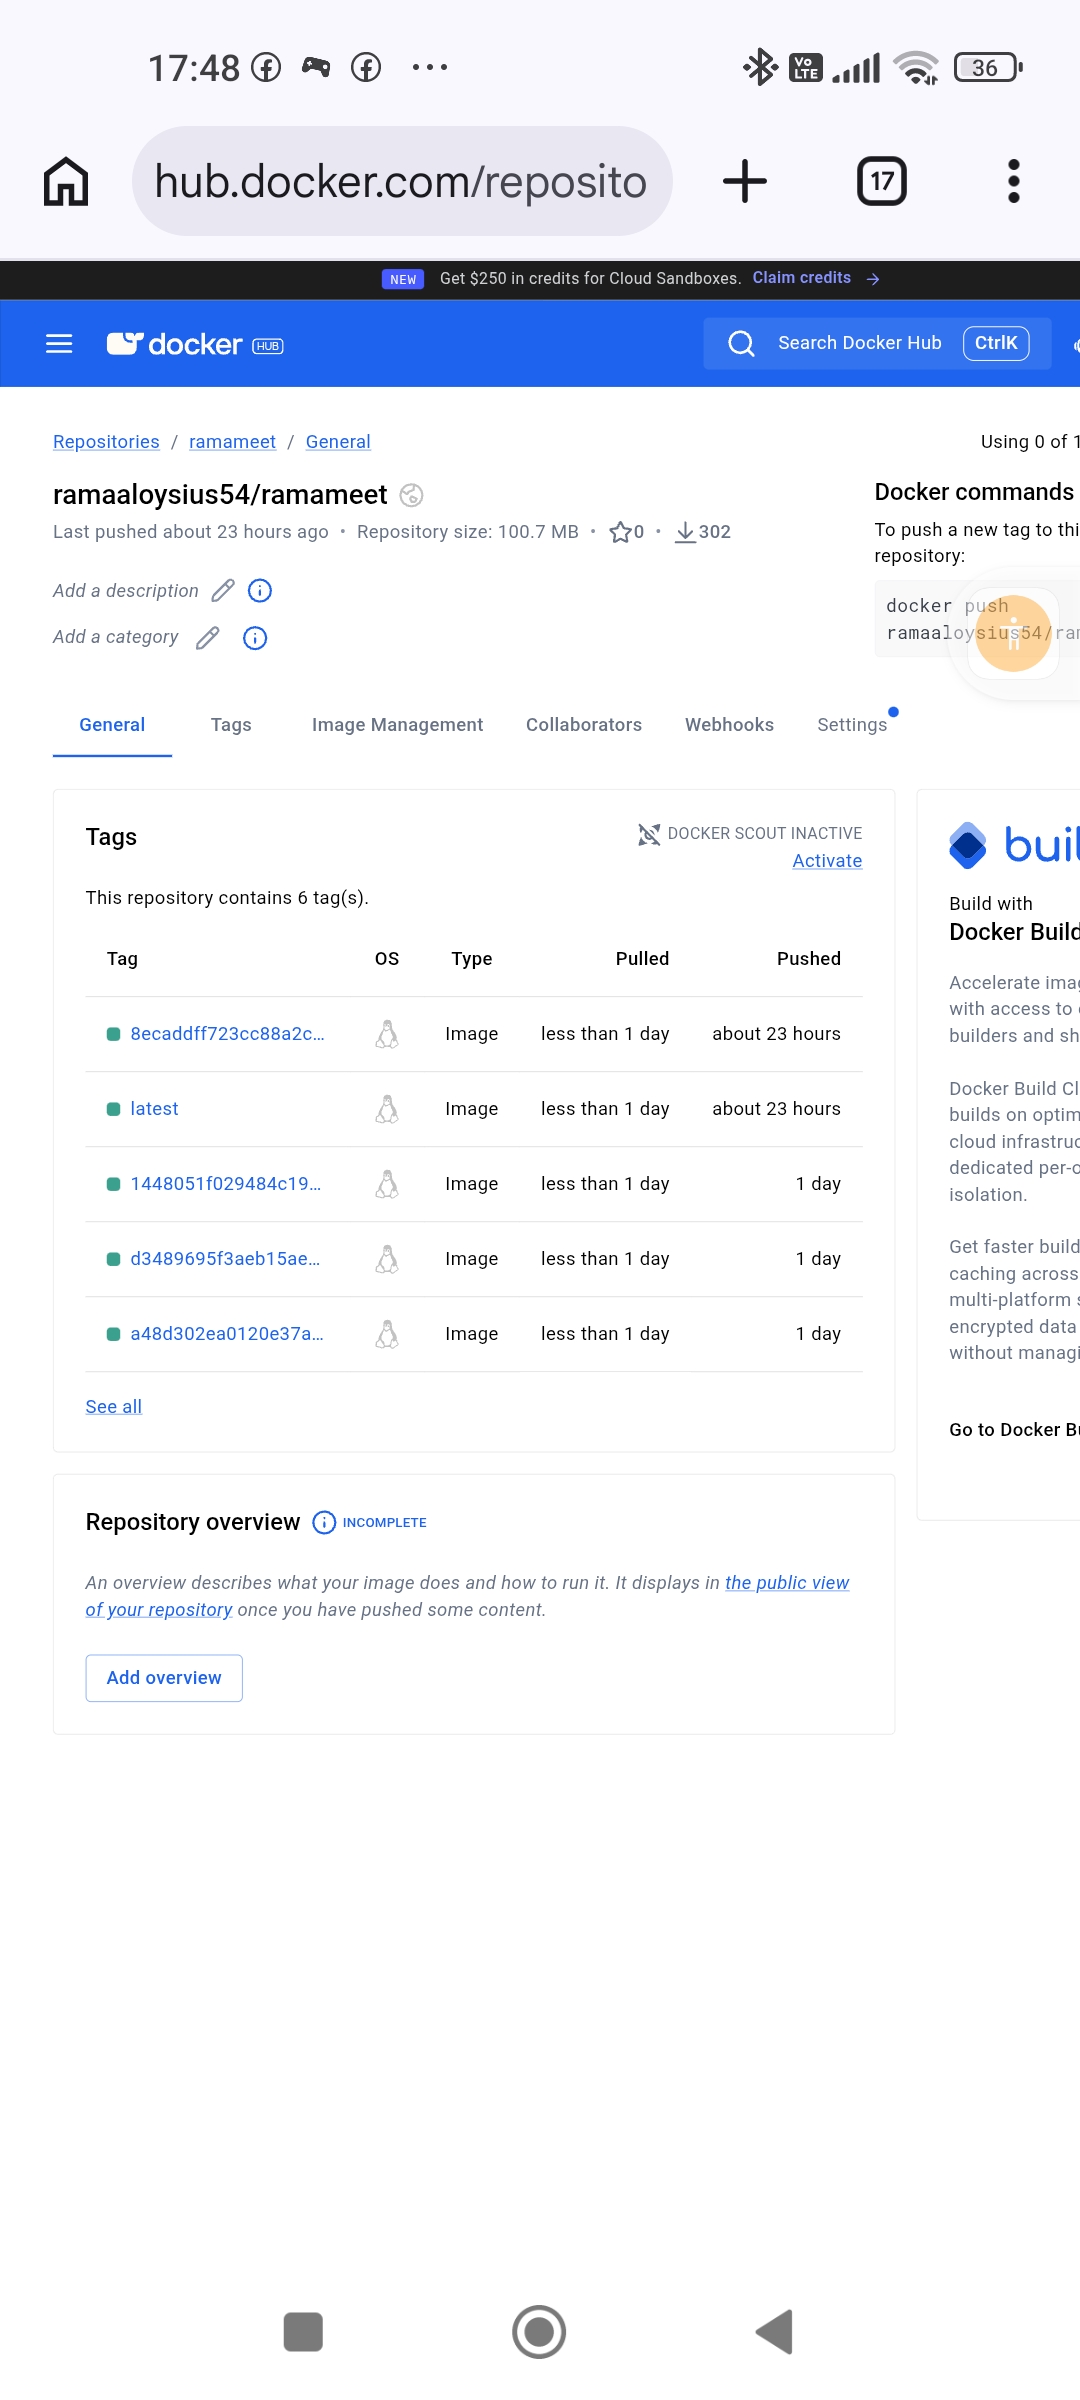 17:48
Vo LTE
36
hub.docker.com/reposito
17
NEW Get $250 in credits for Cloud Sandboxes. Claim credits →
docker HUB
Search Docker Hub CtrlK
Repositories / ramameet / General
Using 0 of 1
ramaaloysius54/ramameet
Last pushed about 23 hours ago • Repository size: 100.7 MB • 0 • 302
Add a description
Add a category
Docker commands
To push a new tag to thi
repository:
docker push
ramaaloysius54/ra
General Tags Image Management Collaborators Webhooks Settings
Tags
DOCKER SCOUT INACTIVE
Activate
This repository contains 6 tag(s).
Tag OS Type Pulled Pushed
8ecaddff723cc88a2c... Image less than 1 day about 23 hours
latest Image less than 1 day about 23 hours
1448051f029484c19... Image less than 1 day 1 day
d3489695f3aeb15ae... Image less than 1 day 1 day
a48d302ea0120e37a... Image less than 1 day 1 day
See all
Repository overview INCOMPLETE
An overview describes what your image does and how to run it. It displays in the public view
of your repository once you have pushed some content.
Add overview
buil
Build with
Docker Build
Accelerate imag
with access to
builders and sh
Docker Build Cl
builds on optim
cloud infrastruc
dedicated per-o
isolation.
Get faster build
caching across
multi-platform
encrypted data
without managi
Go to Docker B